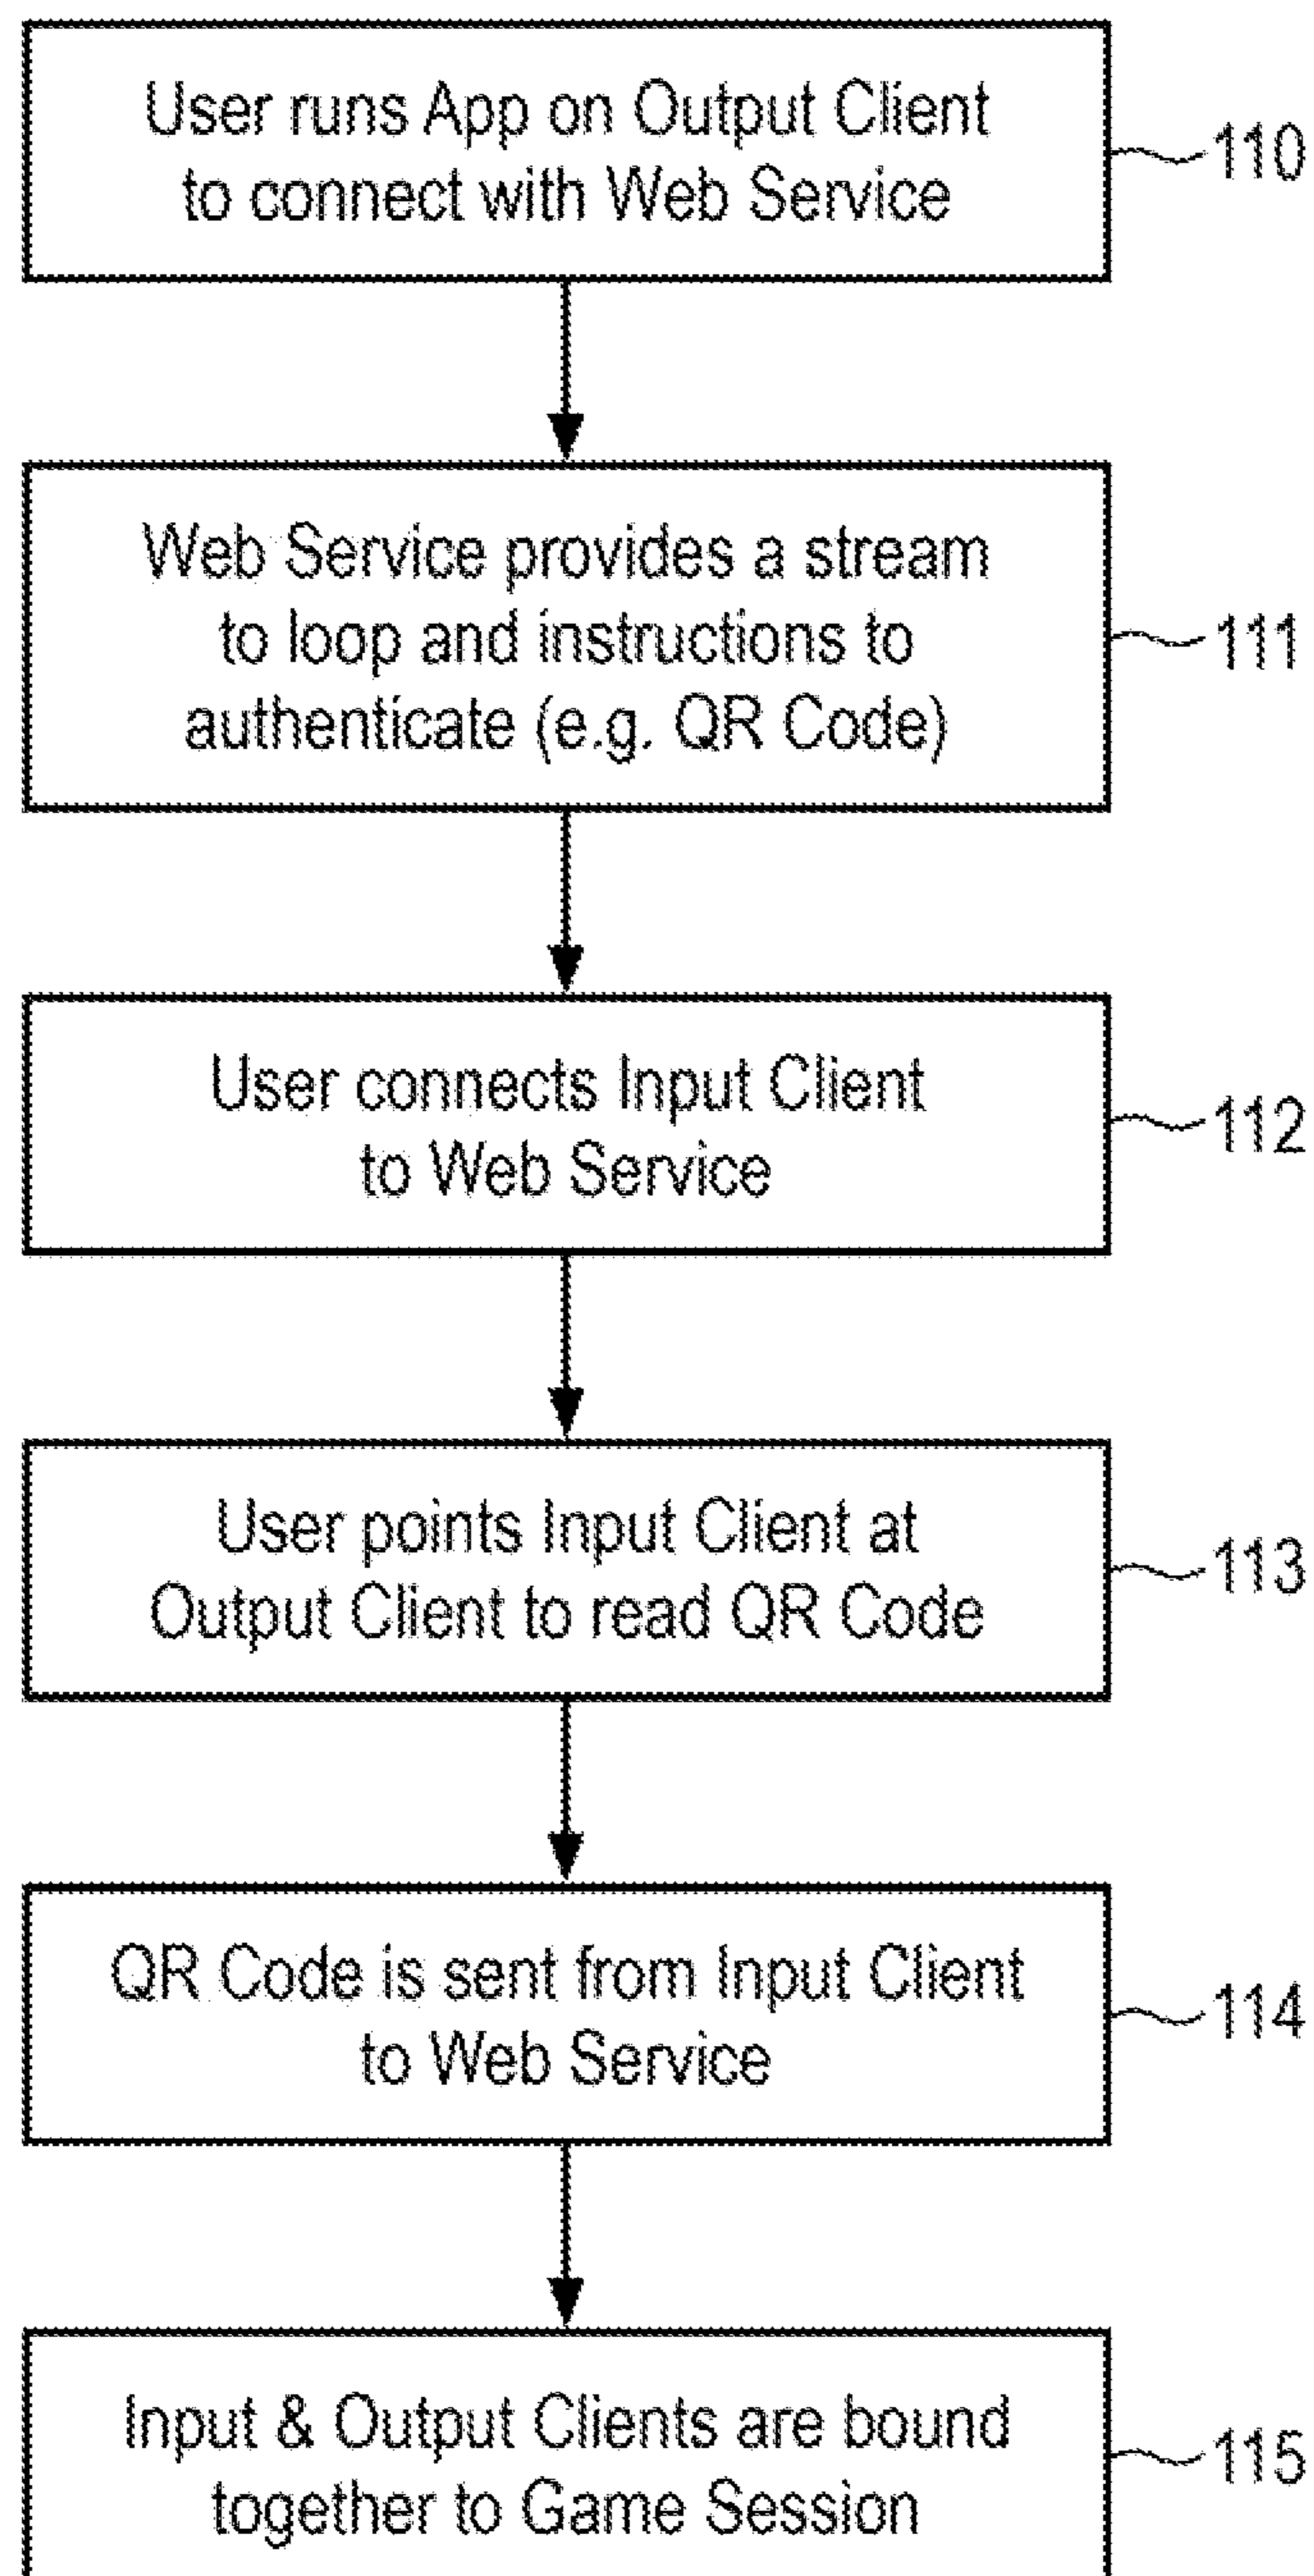 User runs App on Output Client
to connect with Web Service
110
Web Service provides a stream
to loop and instructions to
authenticate (e.g. QR Code)
111
User connects Input Client
to Web Service
112
User points Input Client at
Output Client to read QR Code
113
QR Code is sent from Input Client
to Web Service
114
Input & Output Clients are bound
together to Game Session
115